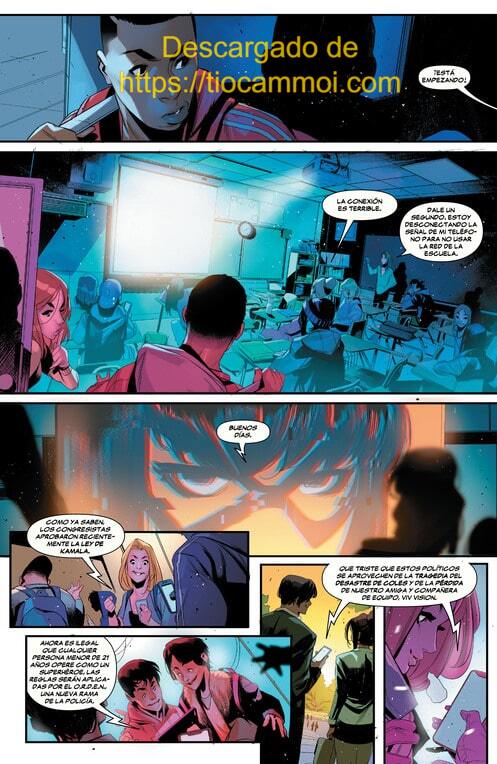 Descargado de
https://tiocammoi.com
¡ESTÁ
EMPEZANDO!
LA CONEXIÓN
ES TERRIBLE.
DALE UN
SEGUNDO. ESTOY
DESCONECTANDO LA
SEÑAL DE MI TELÉFO-
NO PARA NO USAR
LA RED DE LA
ESCUELA.
BUENOS
DÍAS.
COMO YA SABEN,
LOS CONGRESISTAS
APROBARON RECIENTE-
MENTE LA LEY DE
KAMALA.
QUE TRISTE QUE ESTOS POLÍTICOS
SE APROVECHEN DE LA TRAGEDIA DEL
DESASTRE DE COLES Y DE LA PÉRDIDA
DE NUESTRO AMIGA Y COMPAÑERA
DE EQUIPO, VIV VISION.
AHORA ES ILEGAL
QUE CUALQUIER
PERSONA MENOR DE 21
AÑOS OPERE COMO UN
SUPERHÉROE. LAS
REGLAS SERÁN APLICA-
DAS POR EL O.R.D.E.N.,
UNA NUEVA RAMA
DE LA POLICÍA.